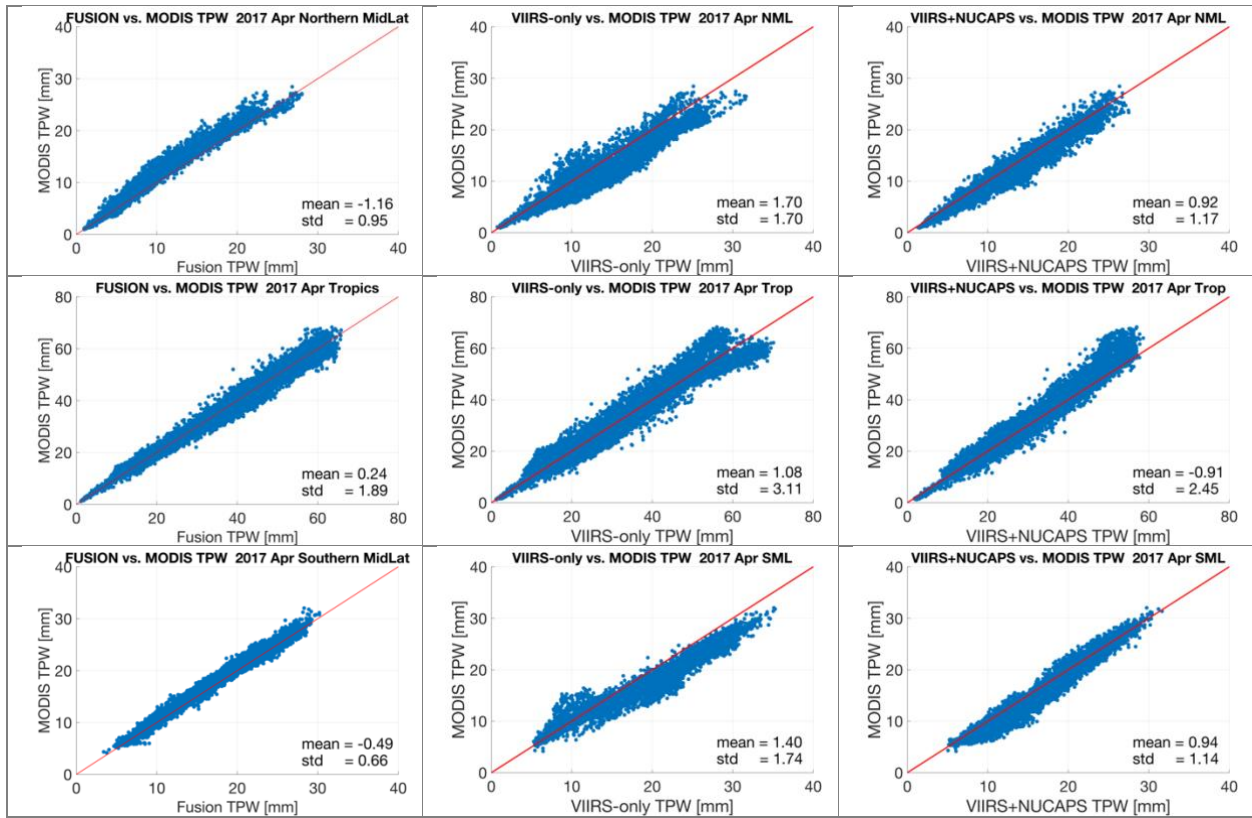 FUSION vs. MODIS TPW 2017 Apr Northern MidLat
MODIS TPW [mm]
40
30
20
10
0
mean = -1.16
std = 0.95
0 10 20 30 40
Fusion TPW [mm]
VIIRS-only vs. MODIS TPW 2017 Apr NML
MODIS TPW [mm]
40
30
20
10
0
mean = 1.70
std = 1.70
0 10 20 30 40
VIIRS-only TPW [mm]
VIIRS+NUCAPS vs. MODIS TPW 2017 Apr NML
MODIS TPW [mm]
40
30
20
10
0
mean = 0.92
std = 1.17
0 10 20 30 40
VIIRS+NUCAPS TPW [mm]
FUSION vs. MODIS TPW 2017 Apr Tropics
MODIS TPW [mm]
80
60
40
20
0
mean = 0.24
std = 1.89
0 20 40 60 80
Fusion TPW [mm]
VIIRS-only vs. MODIS TPW 2017 Apr Trop
MODIS TPW [mm]
80
60
40
20
0
mean = 1.08
std = 3.11
0 20 40 60 80
VIIRS-only TPW [mm]
VIIRS+NUCAPS vs. MODIS TPW 2017 Apr Trop
MODIS TPW [mm]
80
60
40
20
0
mean = -0.91
std = 2.45
0 20 40 60 80
VIIRS+NUCAPS TPW [mm]
FUSION vs. MODIS TPW 2017 Apr Southern MidLat
MODIS TPW [mm]
40
30
20
10
0
mean = -0.49
std = 0.66
0 10 20 30 40
Fusion TPW [mm]
VIIRS-only vs. MODIS TPW 2017 Apr SML
MODIS TPW [mm]
40
30
20
10
0
mean = 1.40
std = 1.74
0 10 20 30 40
VIIRS-only TPW [mm]
VIIRS+NUCAPS vs. MODIS TPW 2017 Apr SML
MODIS TPW [mm]
40
30
20
10
0
mean = 0.94
std = 1.14
0 10 20 30 40
VIIRS+NUCAPS TPW [mm]